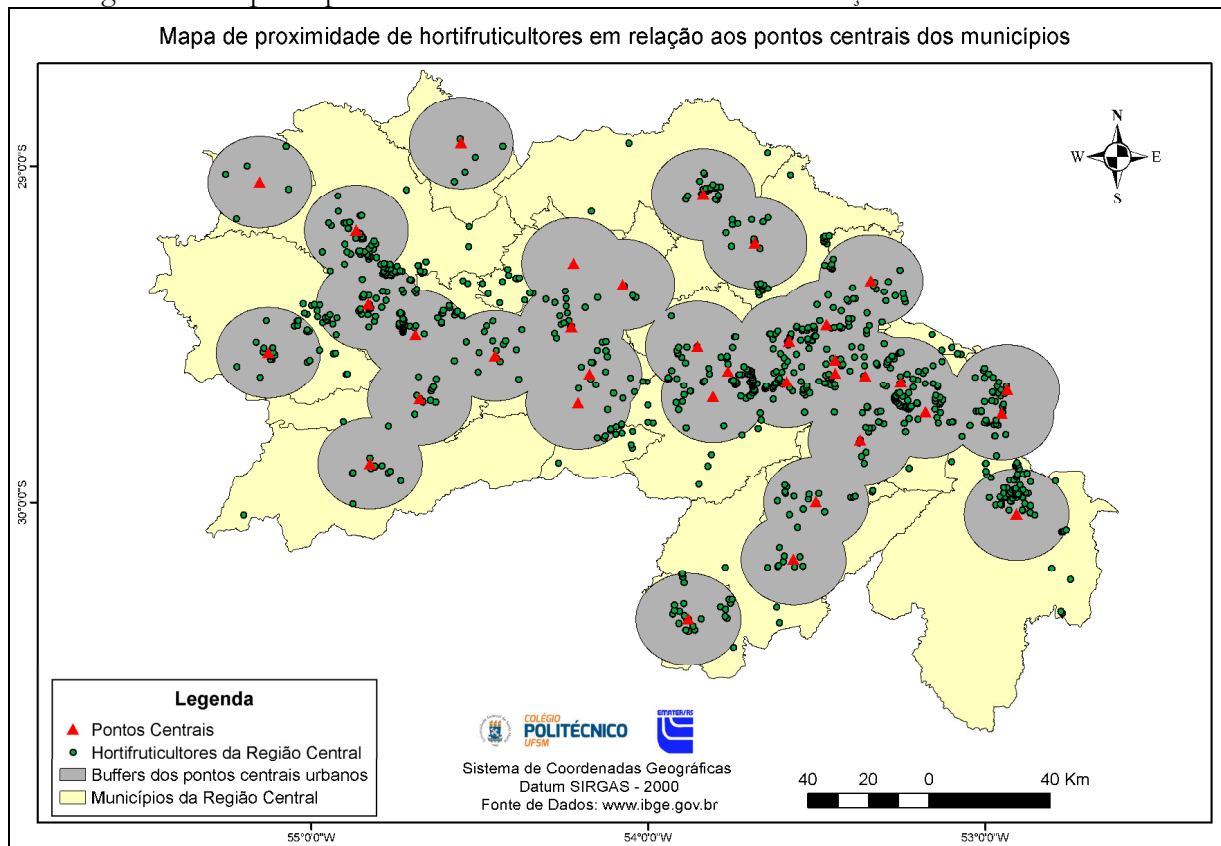 Mapa de proximidade de hortifruticultores em relação aos pontos centrais dos municípios
N
W E
S
29°0'0"S
30°0'0"S
Legenda
Pontos Centrais
Hortifruticultores da Região Central
Buffers dos pontos centrais urbanos
Municípios da Região Central
COLÉGIO
POLITÉCNICO
UFSM
EMATER/RS
Sistema de Coordenadas Geográficas
Datum SIRGAS - 2000
Fonte de Dados: www.ibge.gov.br
40 20 0 40 Km
55°0'0"W 54°0'0"W 53°0'0"W